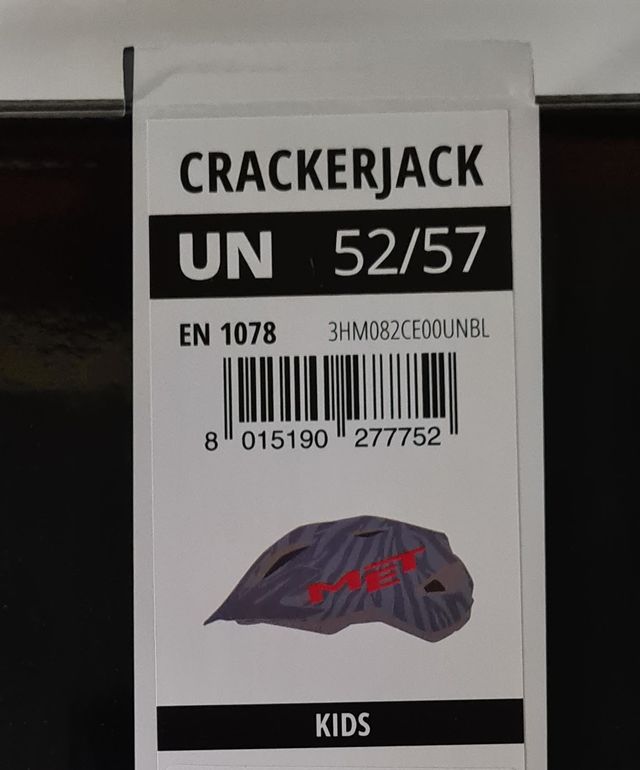 CRACKERJACK
UN 52/57
EN 1078 3HM082CE00UNBL
8 015190 277752
MET
KIDS